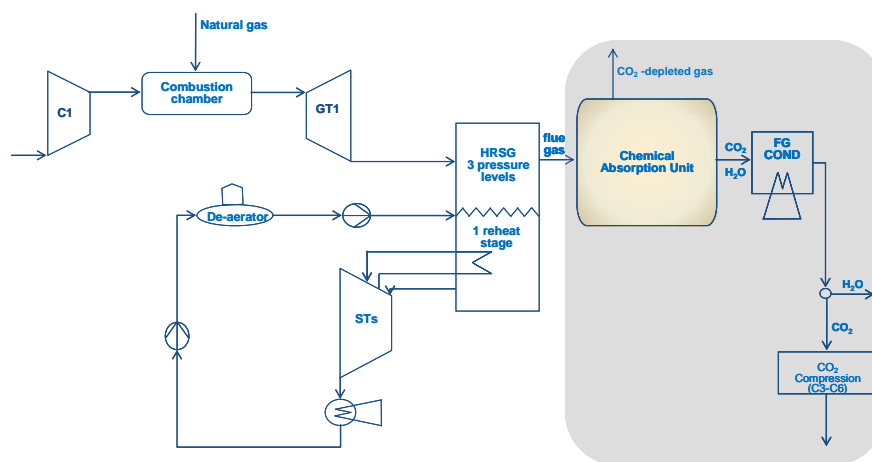 Natural gas
C1
Combustion
chamber
GT1
HRSG
3 pressure
levels
1 reheat
stage
flue
gas
CO₂ -depleted gas
Chemical
Absorption Unit
CO₂
H₂O
FG
COND
De-aerator
STs
H₂O
CO₂
CO₂
Compression
(C3-C6)